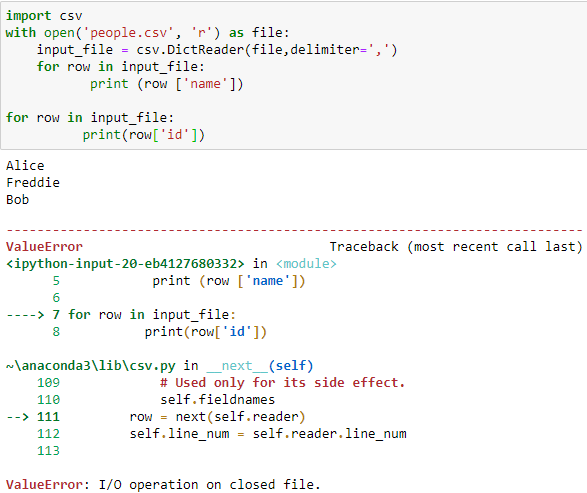 import csv
with open('people.csv', 'r') as file:
    input_file = csv.DictReader(file,delimiter=',')
    for row in input_file:
           print (row ['name'])

for row in input_file:
          print(row['id'])
Alice
Freddie
Bob
---------------------------------------------------------------------------
ValueError                                Traceback (most recent call last)
<ipython-input-20-eb4127680332> in <module>
      5            print (row ['name'])
      6 
----> 7 for row in input_file:
      8           print(row['id'])

~\anaconda3\lib\csv.py in __next__(self)
    109             # Used only for its side effect.
    110             self.fieldnames
--> 111         row = next(self.reader)
    112         self.line_num = self.reader.line_num
    113 

ValueError: I/O operation on closed file.